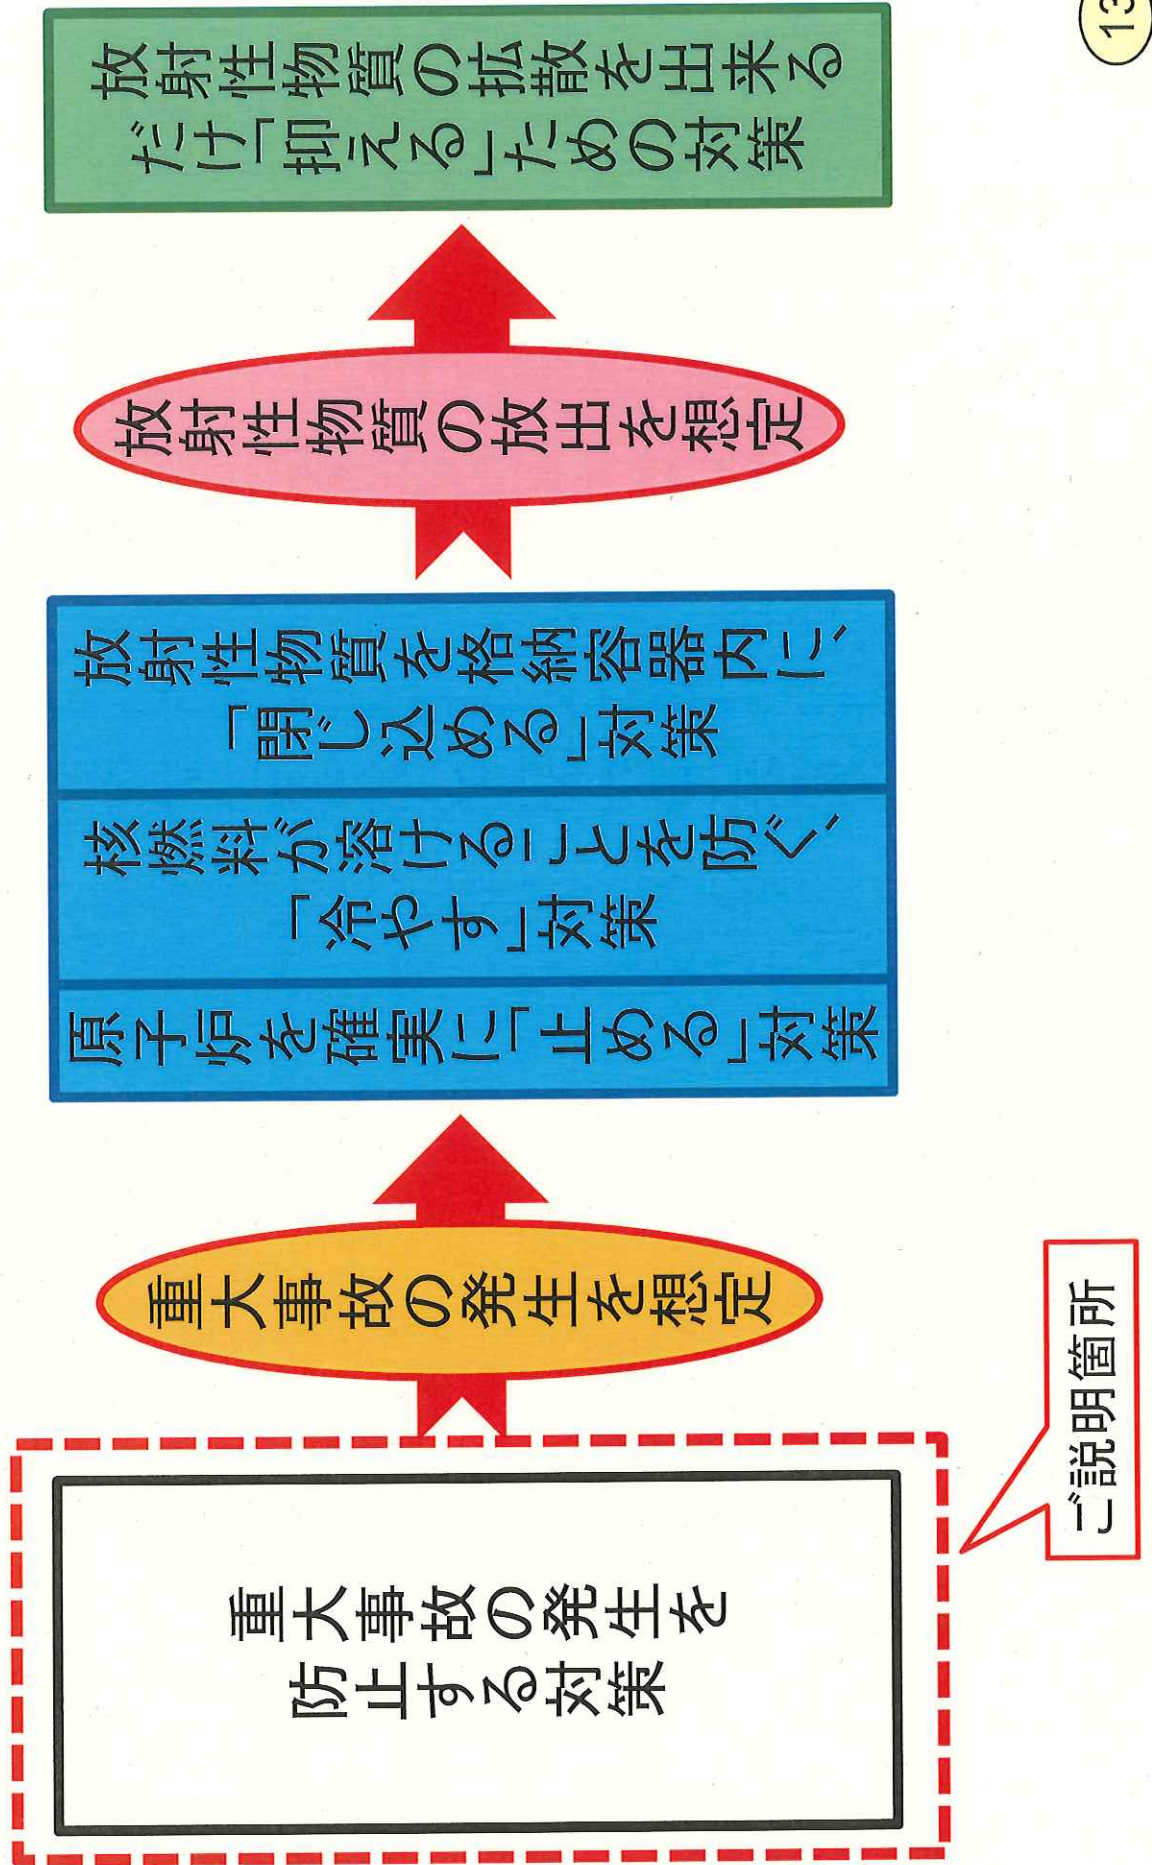 重大事故の発生を
防止する対策
ご説明箇所
重大事故の発生を想定
原子炉を確実に「止める」対策
核燃料が溶けることを防ぐ、
「冷やす」対策
放射性物質を格納容器内に、
「閉じ込める」対策
放射性物質の放出を想定
放射性物質の拡散を出来る
だけ「抑える」ための対策
13